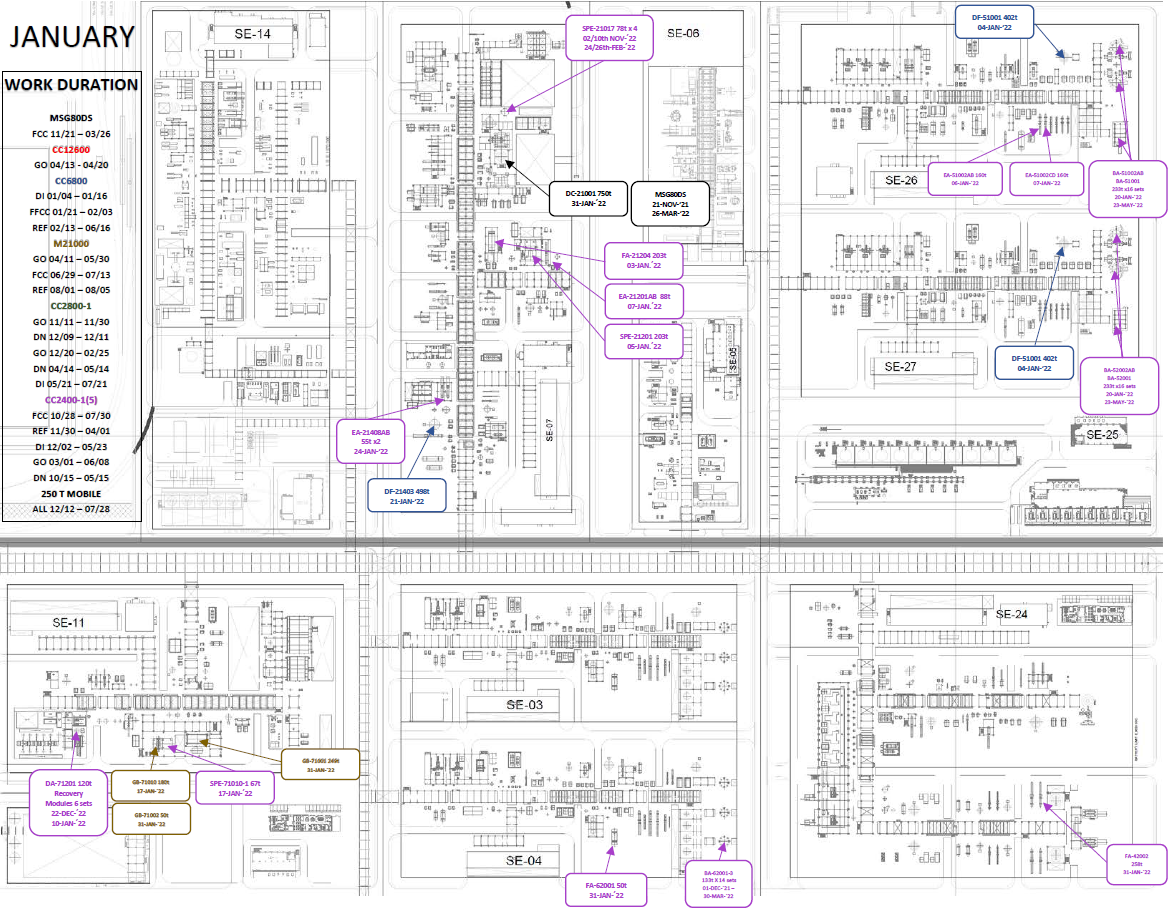 JANUARY
WORK DURATION
MSG80DS
FCC 11/21 – 03/26
CC12600
GO 04/13 - 04/20
CC6800
DI 01/04 – 01/16
FFCC 01/21 – 02/03
REF 02/13 – 06/16
M21000
GO 04/11 – 05/30
FCC 06/29 – 07/13
REF 08/01 – 08/05
CC2800-1
GO 11/11 – 11/30
DN 12/09 – 12/11
GO 12/20 – 02/25
DN 04/14 – 05/14
DI 05/21 – 07/21
CC2400-1(5)
FCC 10/28 – 07/30
REF 11/30 – 04/01
DI 12/02 – 05/23
GO 03/01 – 06/08
DN 10/15 – 05/15
250 T MOBILE
ALL 12/12 – 07/28
SE-14
SPE-21017 78t x 4
02/10th NOV-´22
24/26th-FEB-´22
SE-06
DC-21001 750t
31-JAN-´22
MSG80DS
21-NOV-´21
26-MAR-´22
FA-21204 203t
03-JAN-´22
EA-21201AB 88t
07-JAN-´22
SPE-21201 203t
05-JAN-´22
SE-05
SE-07
EA-21408AB
55t x2
24-JAN-´22
DF-21403 498t
21-JAN-´22
DF-51001 402t
04-JAN-´22
SE-26
EA-51002AB 160t
06-JAN-´22
EA-51002CD 160t
07-JAN-´22
BA-51002AB
BA-51001
233t x16 sets
20-JAN-´22
23-MAY-´22
SE-27
DF-51001 402t
04-JAN-´22
BA-52002AB
BA-52001
233t x16 sets
20-JAN-´22
23-MAY-´22
SE-25
SE-11
DA-71201 120t
Recovery
Modules 6 sets
22-DEC-´22
10-JAN-´22
GB-71010 180t
17-JAN-´22
GB-71002 50t
31-JAN-´22
SPE-71010-1 67t
17-JAN-´22
GB-71001 240t
31-JAN-´22
SE-03
SE-04
FA-62001 50t
31-JAN-´22
BA-62001-3
133t X 14 sets
01-DEC-´21 –
30-MAR-´22
SE-24
FA-42002
258t
31-JAN-´22